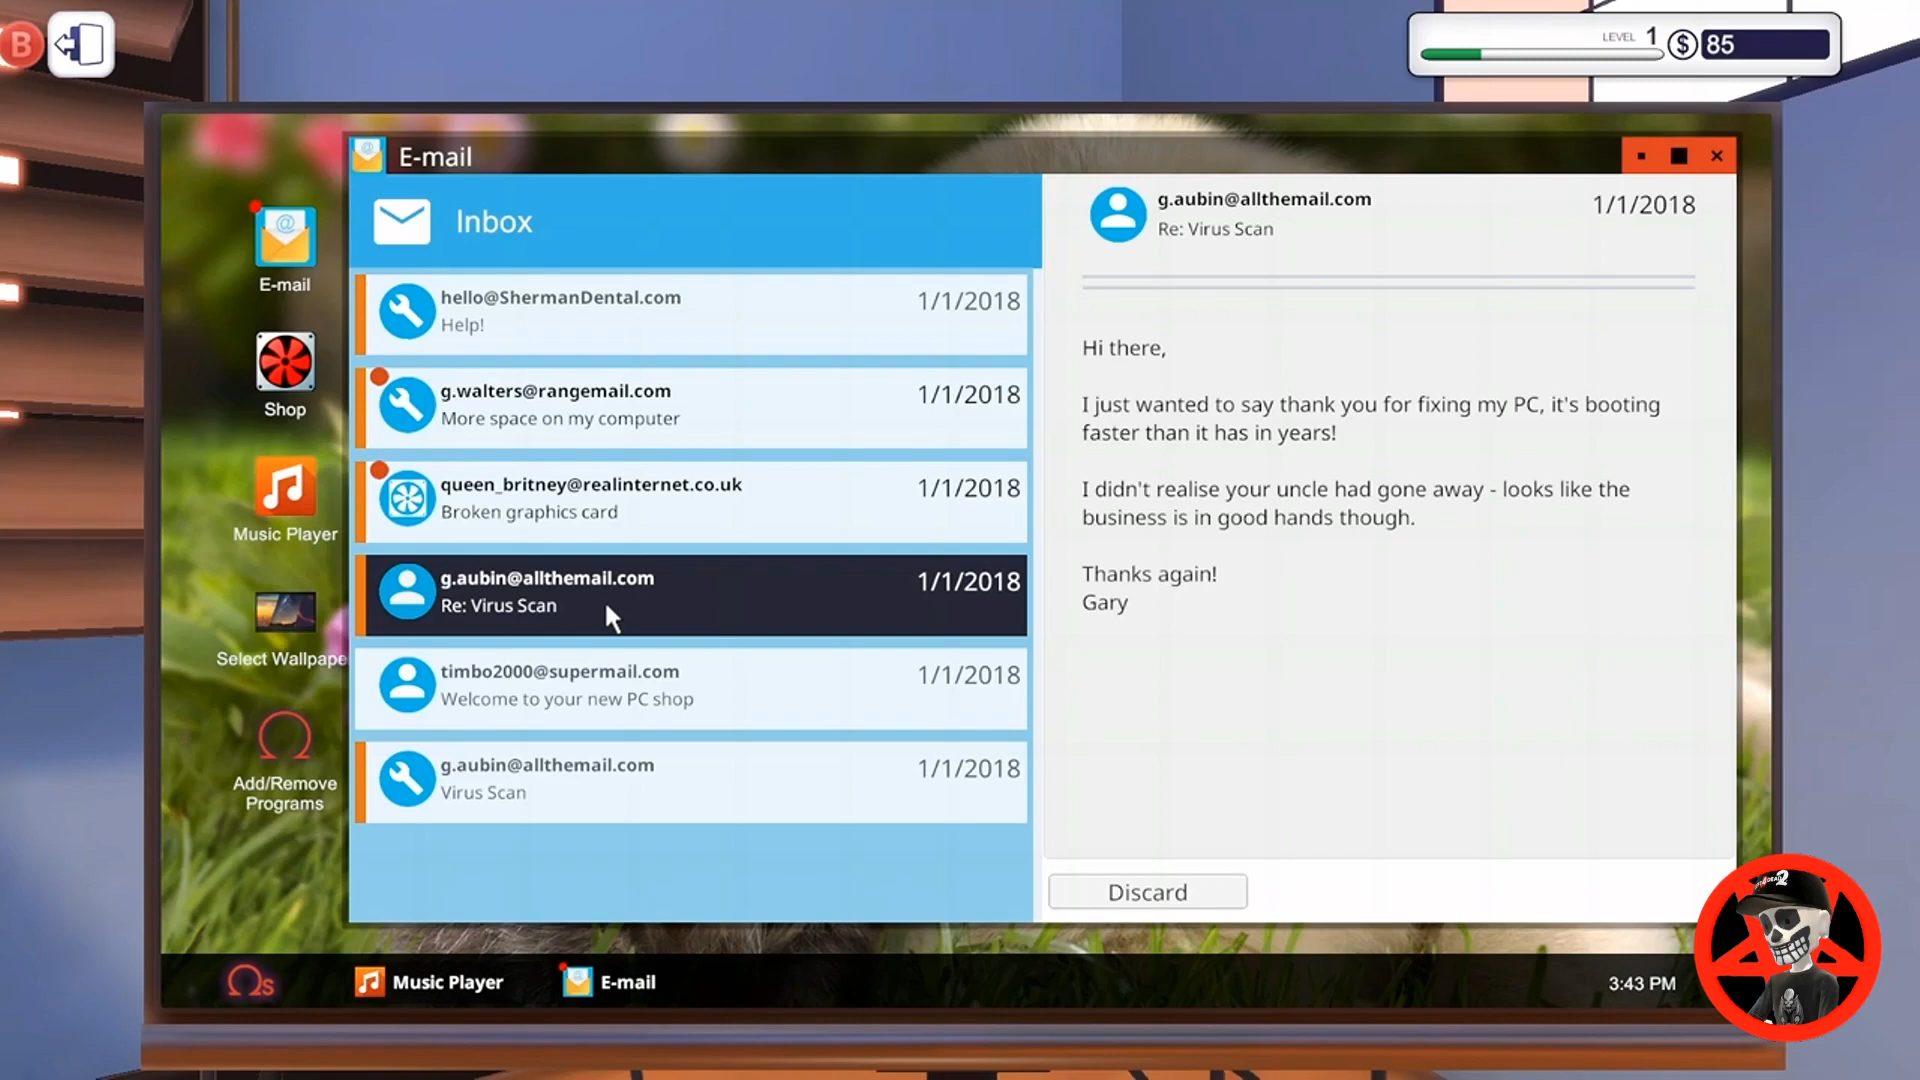 B
LEVEL 1
$ 85
E-mail
Inbox
hello@ShermanDental.com
1/1/2018
Help!
g.walters@rangemail.com
1/1/2018
More space on my computer
queen_britney@realinternet.co.uk
1/1/2018
Broken graphics card
g.aubin@allthemail.com
1/1/2018
Re: Virus Scan
timbo2000@supermail.com
1/1/2018
Welcome to your new PC shop
g.aubin@allthemail.com
1/1/2018
Virus Scan
E-mail
Shop
Music Player
Select Wallpape
Add/Remove
Programs
g.aubin@allthemail.com
1/1/2018
Re: Virus Scan
Hi there,
I just wanted to say thank you for fixing my PC, it's booting
faster than it has in years!
I didn't realise your uncle had gone away - looks like the
business is in good hands though.
Thanks again!
Gary
Discard
Ωs
Music Player
E-mail
3:43 PM